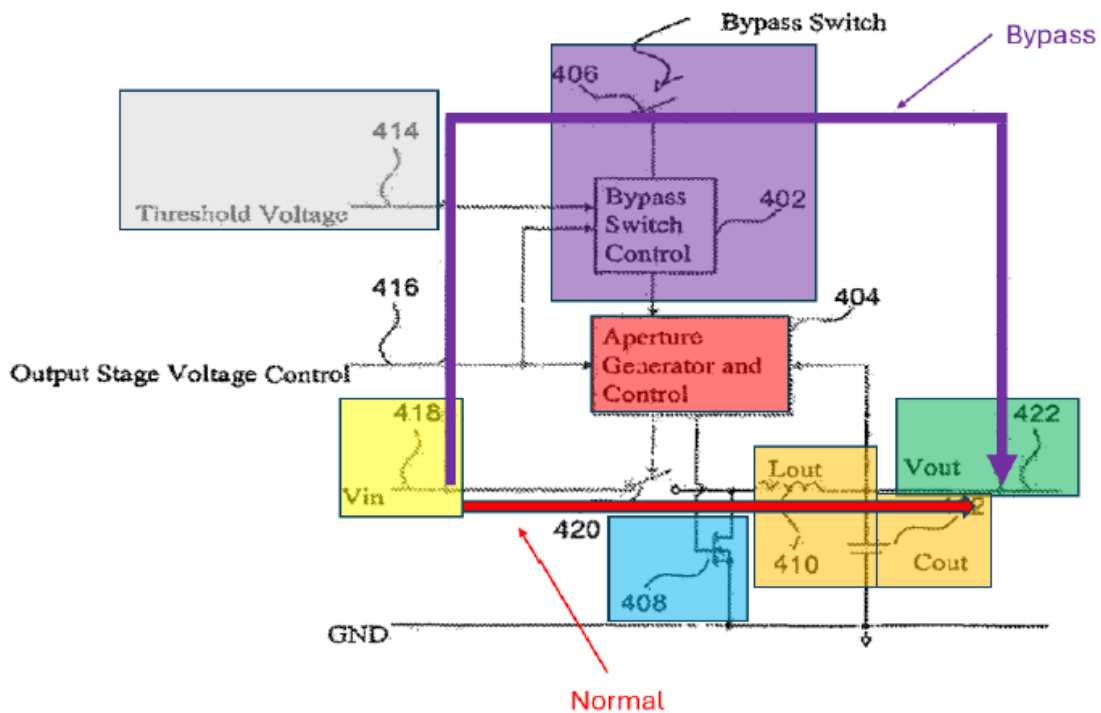 Bypass Switch
Bypass
406
414
Threshold Voltage
Bypass
Switch
Control
402
416
404
Output Stage Voltage Control
Aperture
Generator and
Control
418
Vin
Lout
Vout
422
420
2
410
Cout
408
GND
Normal